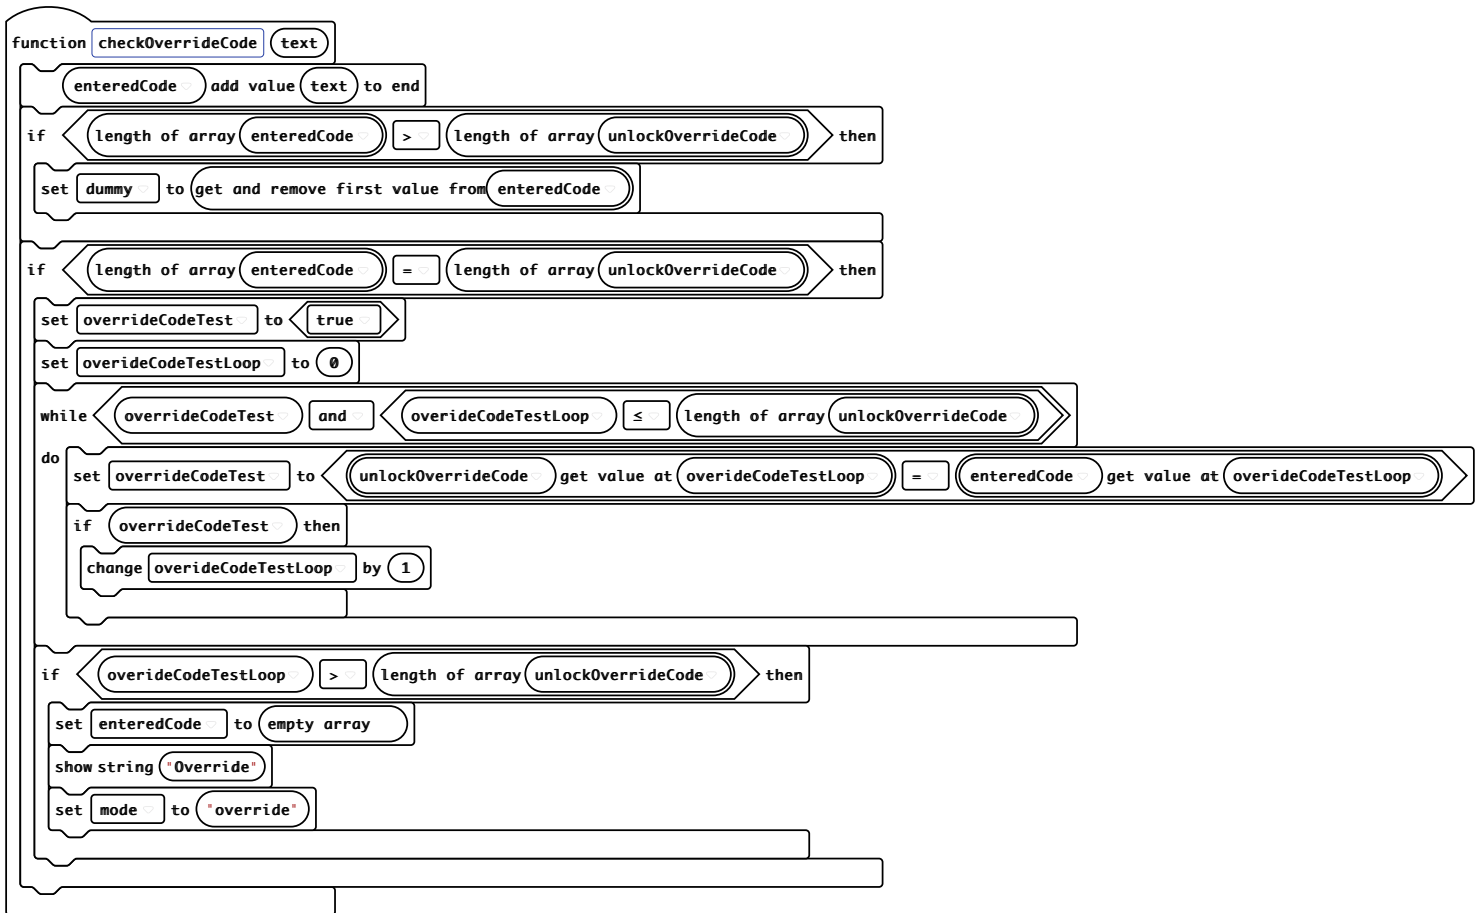 function checkOverrideCode text
enteredCode add value text to end
if length of array enteredCode > length of array unlockOverrideCode then
set dummy to get and remove first value from enteredCode
if length of array enteredCode = length of array unlockOverrideCode then
set overrideCodeTest to true
set overideCodeTestLoop to 0
while overrideCodeTest and overideCodeTestLoop ≤ length of array unlockOverrideCode
do set overrideCodeTest to unlockOverrideCode get value at overideCodeTestLoop = enteredCode get value at overideCodeTestLoop
if overrideCodeTest then
change overideCodeTestLoop by 1
if overideCodeTestLoop > length of array unlockOverrideCode then
set enteredCode to empty array
show string "Override"
set mode to "override"